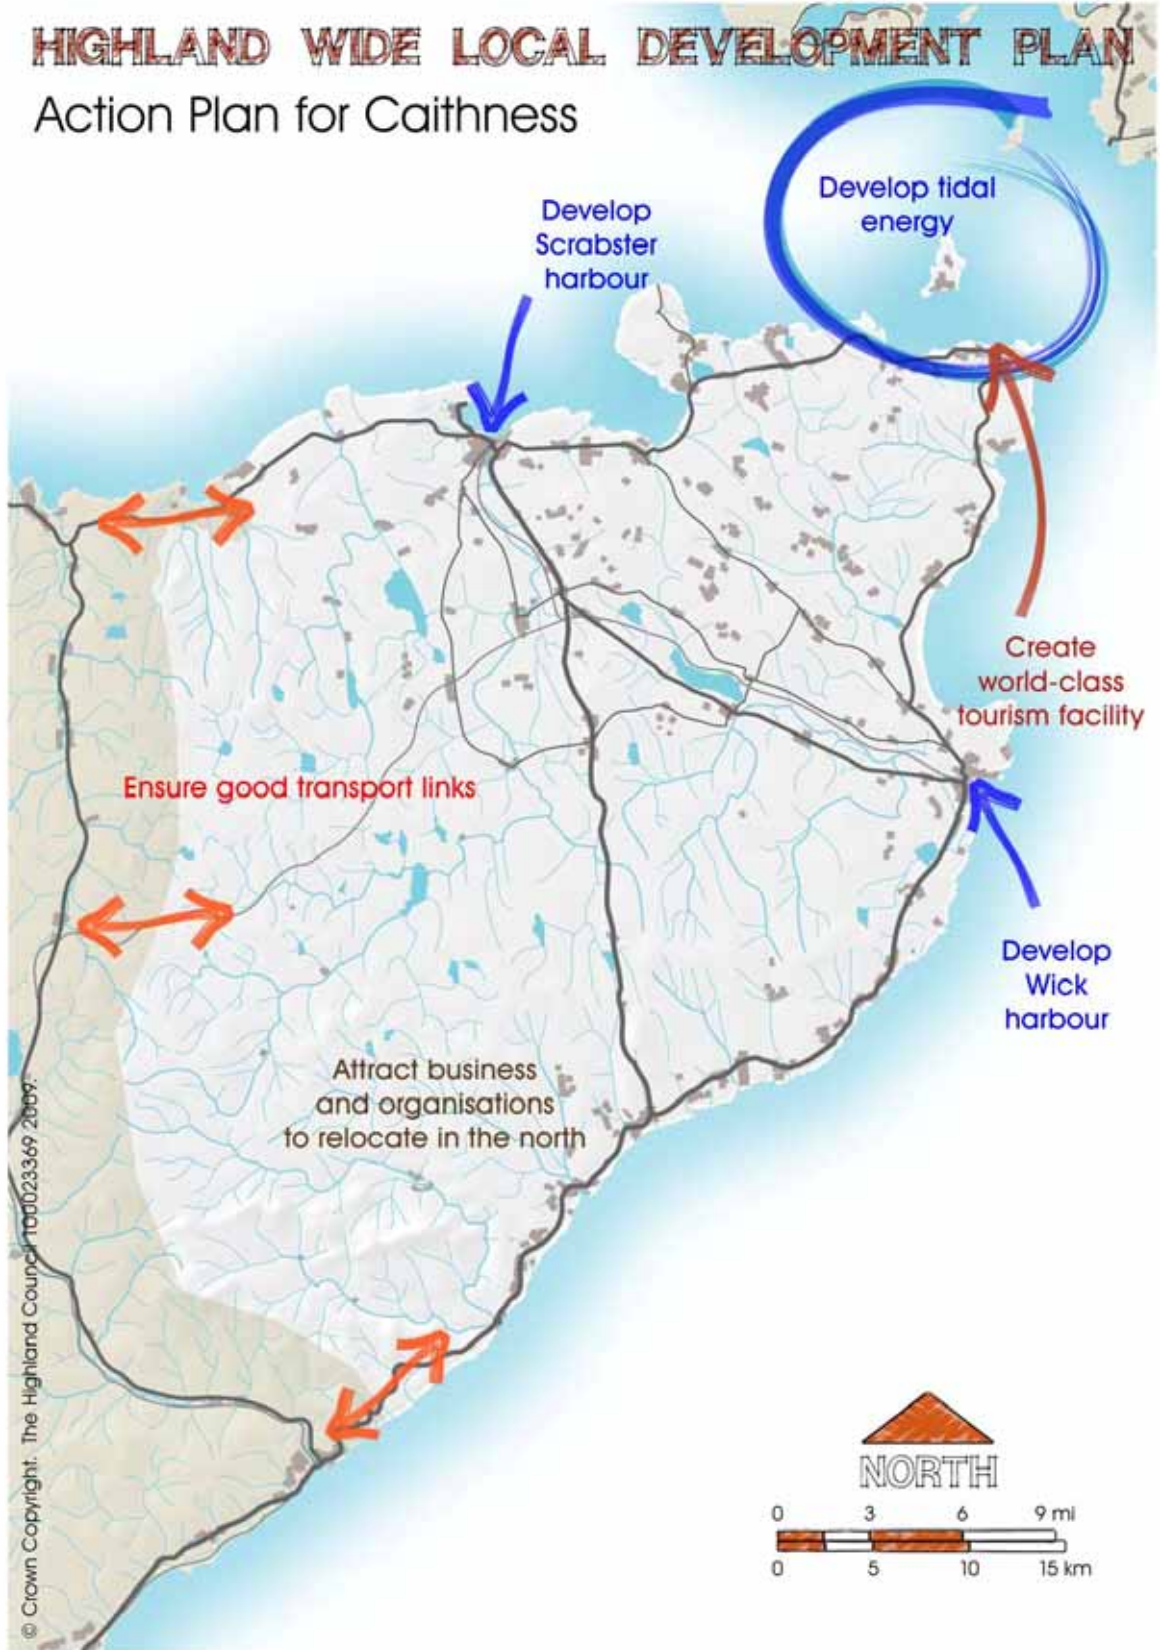 HIGHLAND WIDE LOCAL DEVELOPMENT PLAN
Action Plan for Caithness
Develop tidal
energy
Develop
Scrabster
harbour
Create
world-class
tourism facility
Ensure good transport links
Develop
Wick
harbour
Attract business
and organisations
to relocate in the north
NORTH
0 3 6 9 mi
0 5 10 15 km
© Crown Copyright. The Highland Council 100023369 2009.